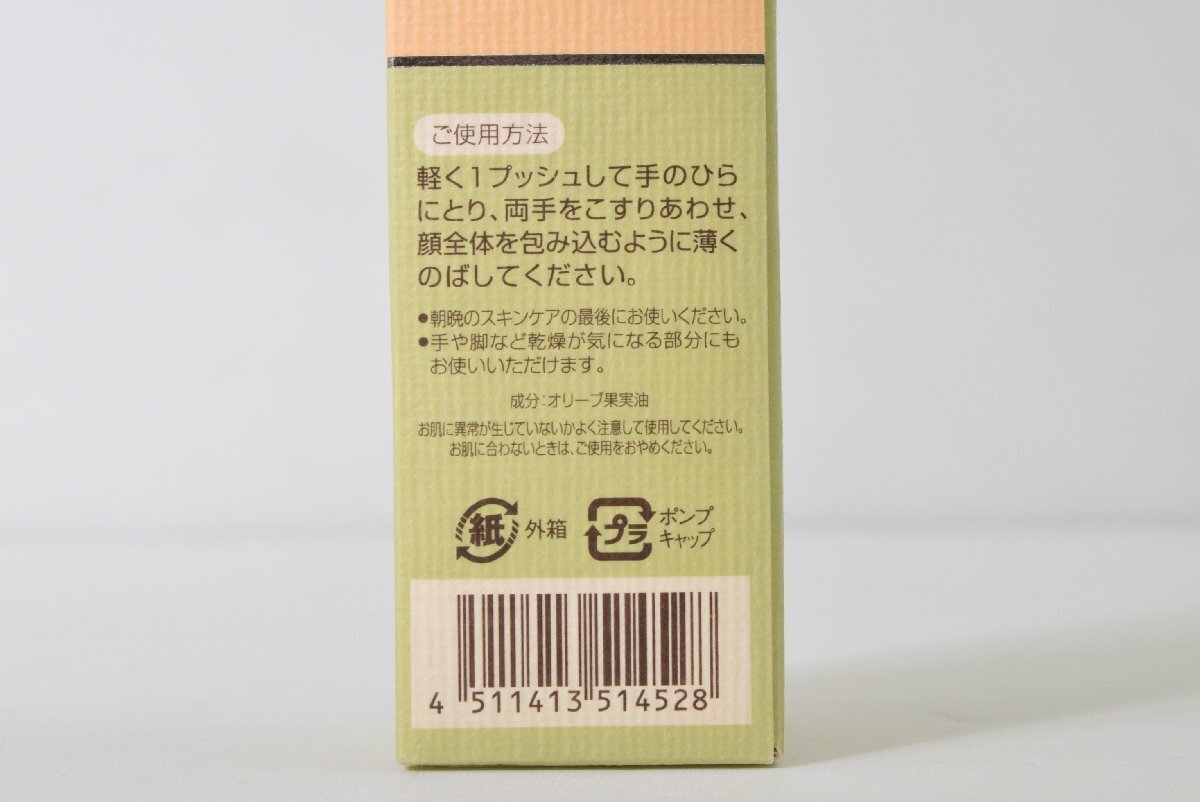 ご使用方法
軽く1プッシュして手のひら
にとり、両手をこすりあわせ、
顔全体を包み込むように薄く
のばしてください。
●朝晩のスキンケアの最後にお使いください。
●手や脚など乾燥が気になる部分にも
お使いいただけます。
成分:オリーブ果実油
お肌に異常が生じていないかよく注意して使用してください。
お肌に合わないときは、ご使用をおやめください。
紙 外箱
プラ ポンプ
キャップ
4 511413 514528